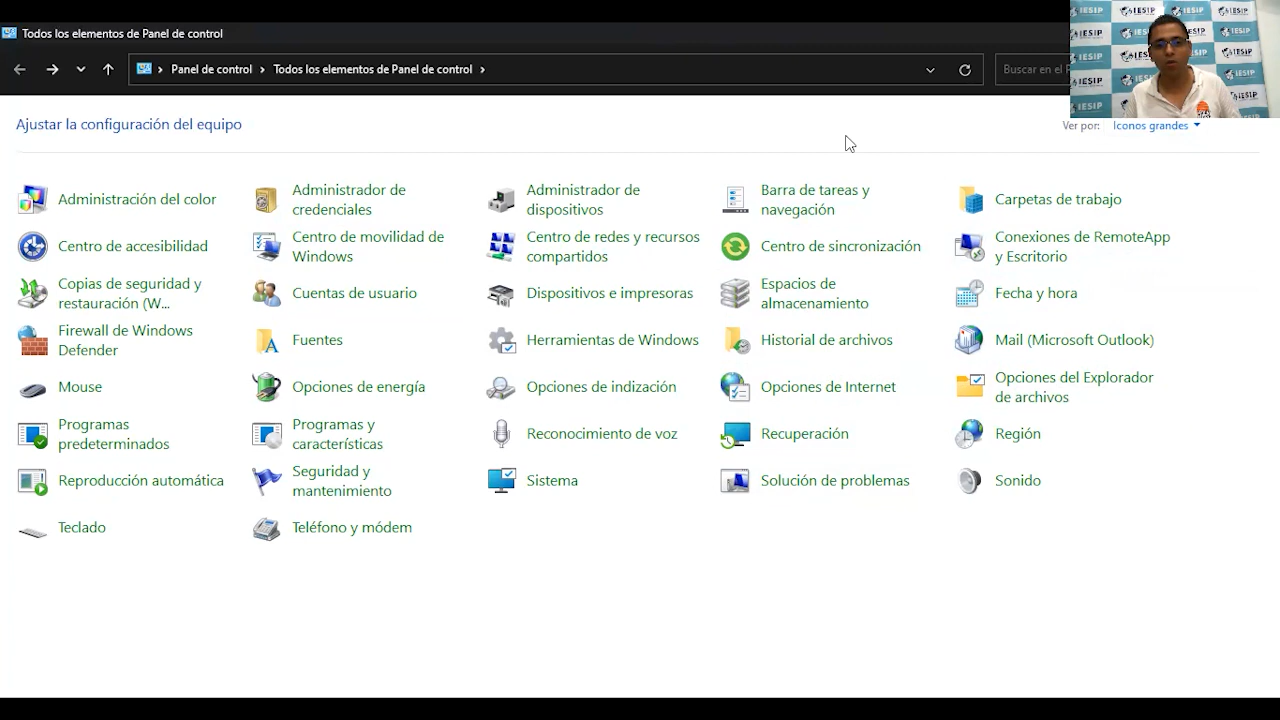 Todos los elementos de Panel de control
Panel de control > Todos los elementos de Panel de control >
Buscar en el
IESIP
Ajustar la configuración del equipo
Ver por: Iconos grandes
Administración del color
Administrador de
credenciales
Administrador de
dispositivos
Barra de tareas y
navegación
Carpetas de trabajo
Centro de accesibilidad
Centro de movilidad de
Windows
Centro de redes y recursos
compartidos
Centro de sincronización
Conexiones de RemoteApp
y Escritorio
Copias de seguridad y
restauración (W...
Cuentas de usuario
Dispositivos e impresoras
Espacios de
almacenamiento
Fecha y hora
Firewall de Windows
Defender
Fuentes
Herramientas de Windows
Historial de archivos
Mail (Microsoft Outlook)
Mouse
Opciones de energía
Opciones de indización
Opciones de Internet
Opciones del Explorador
de archivos
Programas
predeterminados
Programas y
características
Reconocimiento de voz
Recuperación
Región
Reproducción automática
Seguridad y
mantenimiento
Sistema
Solución de problemas
Sonido
Teclado
Teléfono y módem